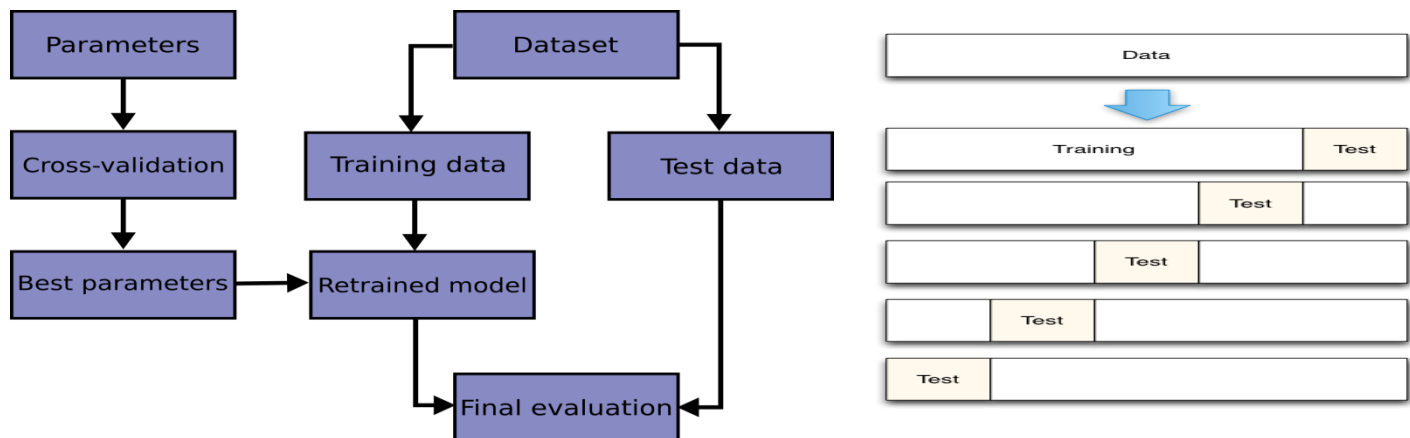 Parameters
Dataset
Cross-validation
Training data
Test data
Best parameters
Retrained model
Final evaluation
Data
Training
Test
Test
Test
Test
Test